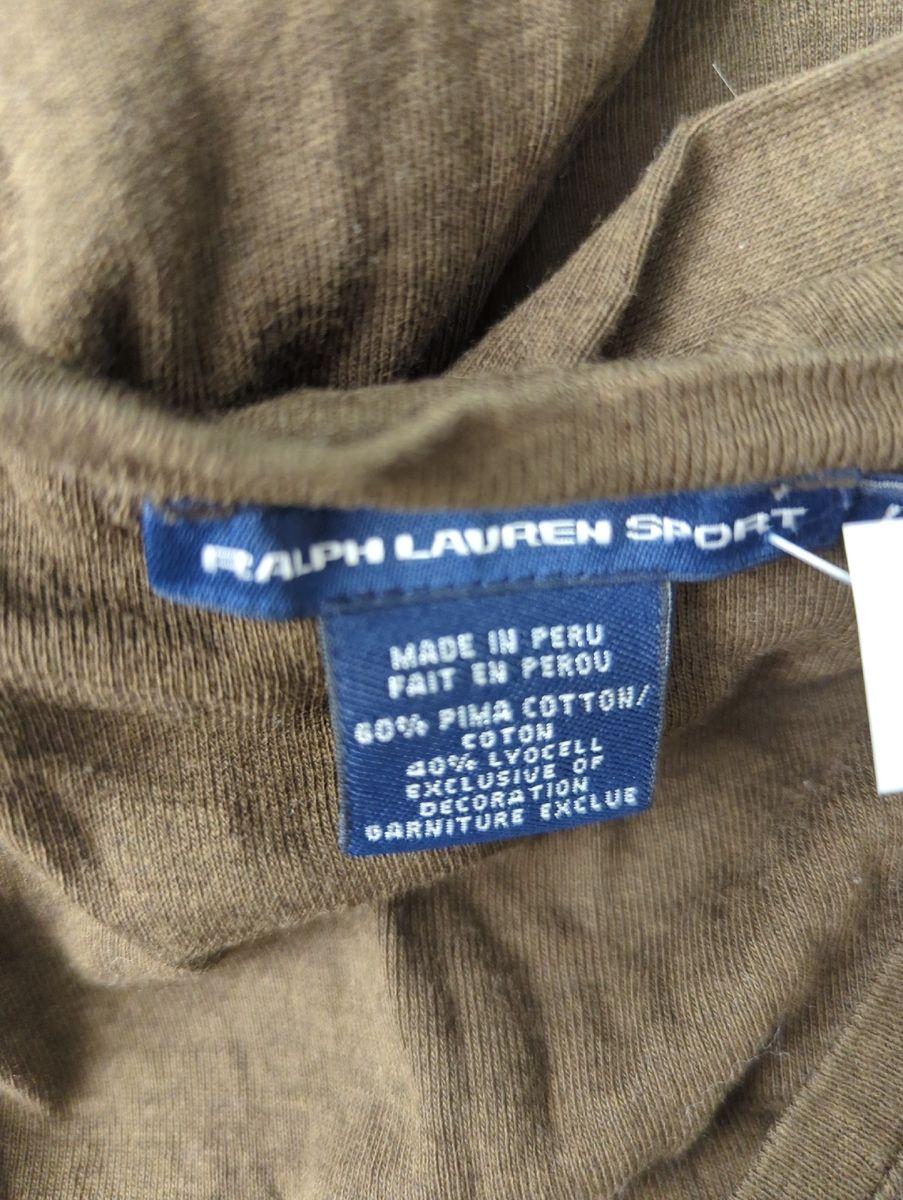 RALPH LAUREN SPORT
MADE IN PERU
FAIT EN PEROU
60% PIMA COTTON/
COTON
40% LYOCELL
EXCLUSIVE OF
DECORATION
GARNITURE EXCLUE